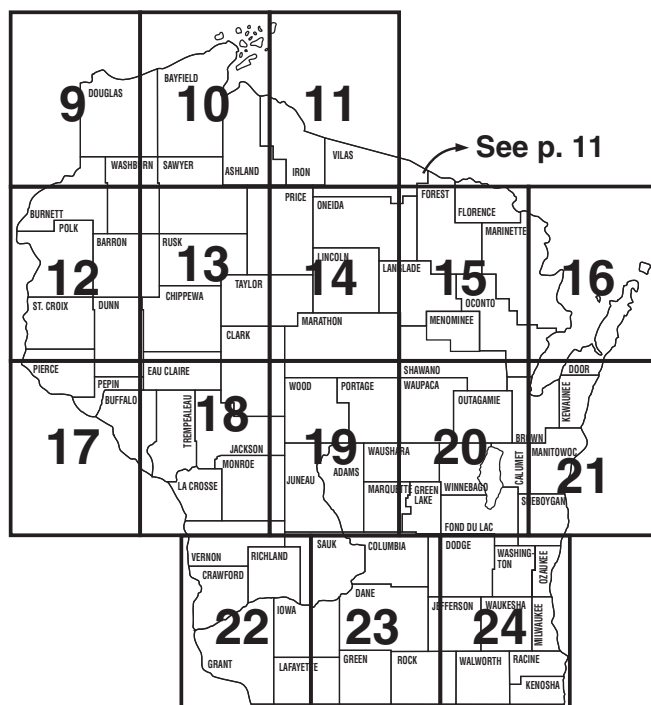 9
DOUGLAS
BAYFIELD
10
11
See p. 11
WASHBURN
SAWYER
ASHLAND
IRON
VILAS
BURNETT
POLK
12
BARRON
ST. CROIX
DUNN
RUSK
13
CHIPPEWA
TAYLOR
CLARK
PRICE
ONEIDA
LINCOLN
14
LANGLADE
MARATHON
FOREST
FLORENCE
MARINETTE
15
OCONTO
MENOMINEE
16
PIERCE
PEPIN
BUFFALO
17
EAU CLAIRE
TREMPEALEAU
18
JACKSON
MONROE
LA CROSSE
WOOD
PORTAGE
19
JUNEAU
ADAMS
WAUSHARA
MARQUETTE
SHAWANO
WAUPACA
OUTAGAMIE
20
BROWN
GREEN
LAKE
WINNEBAGO
CALUMET
FOND DU LAC
DOOR
KEWAUNEE
MANITOWOC
21
SHEBOYGAN
VERNON
RICHLAND
CRAWFORD
22
IOWA
GRANT
LAFAYETTE
SAUK
COLUMBIA
DANE
23
GREEN
ROCK
DODGE
WASHING-
TON
OZAUKEE
JEFFERSON
WAUKESHA
MILWAUKEE
24
WALWORTH
RACINE
KENOSHA